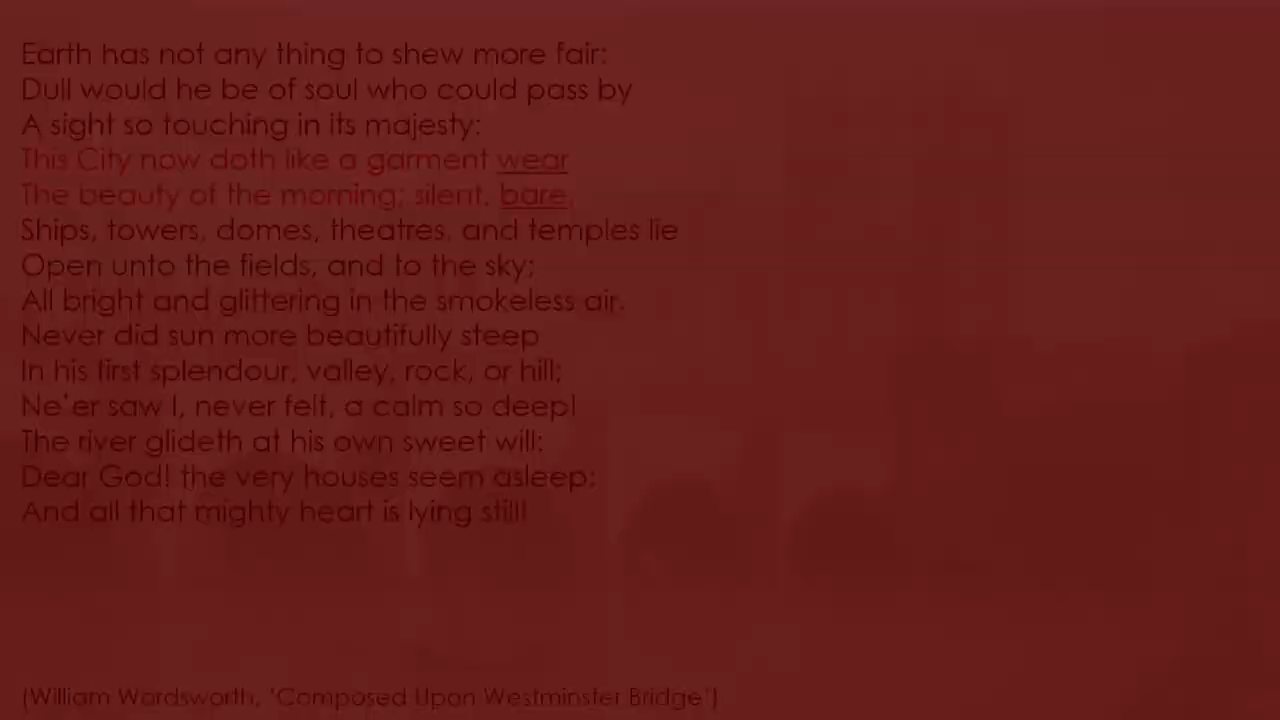 Earth has not any thing to shew more fair:
Dull would he be of soul who could pass by
A sight so touching in its majesty:
This City now doth like a garment wear
The beauty of the morning; silent, bare,
Ships, towers, domes, theatres, and temples lie
Open unto the fields, and to the sky;
All bright and glittering in the smokeless air.
Never did sun more beautifully steep
In his first splendour, valley, rock, or hill;
Ne'er saw I, never felt, a calm so deep!
The river glideth at his own sweet will:
Dear God! the very houses seem asleep;
And all that mighty heart is lying still!
(William Wordsworth, 'Composed Upon Westminster Bridge')